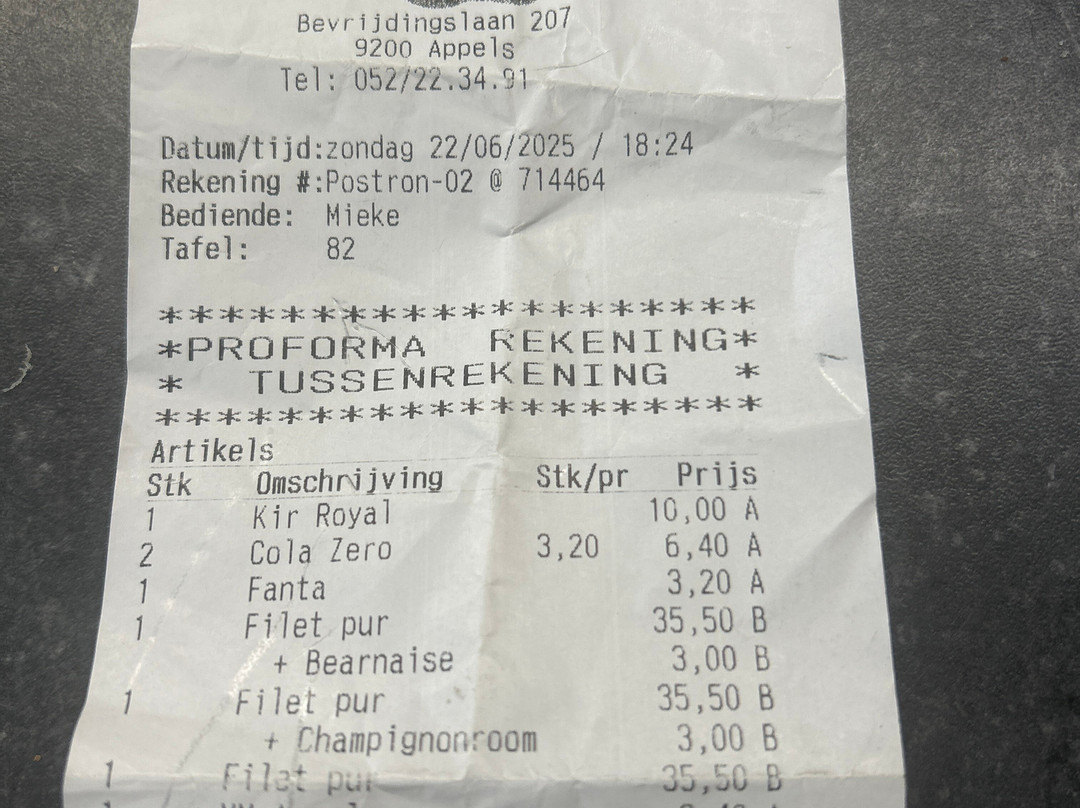 Bevrijdingslaan 207
9200 Appels
Tel: 052/22.34.91
Datum/tijd:zondag 22/06/2025 / 18:24
Rekening #:Postron-02 @ 714464
Bediende: Mieke
Tafel: 82
********************
*PROFORMA REKENING*
* TUSSENREKENING *
********************
Artikels
Stk Omschrijving Stk/pr Prijs
1 Kir Royal 10,00 A
2 Cola Zero 3,20 6,40 A
1 Fanta 3,20 A
1 Filet pur 35,50 B
+ Bearnaise 3,00 B
1 Filet pur 35,50 B
+ Champignonroom 3,00 B
1 Filet pur 35,50 B